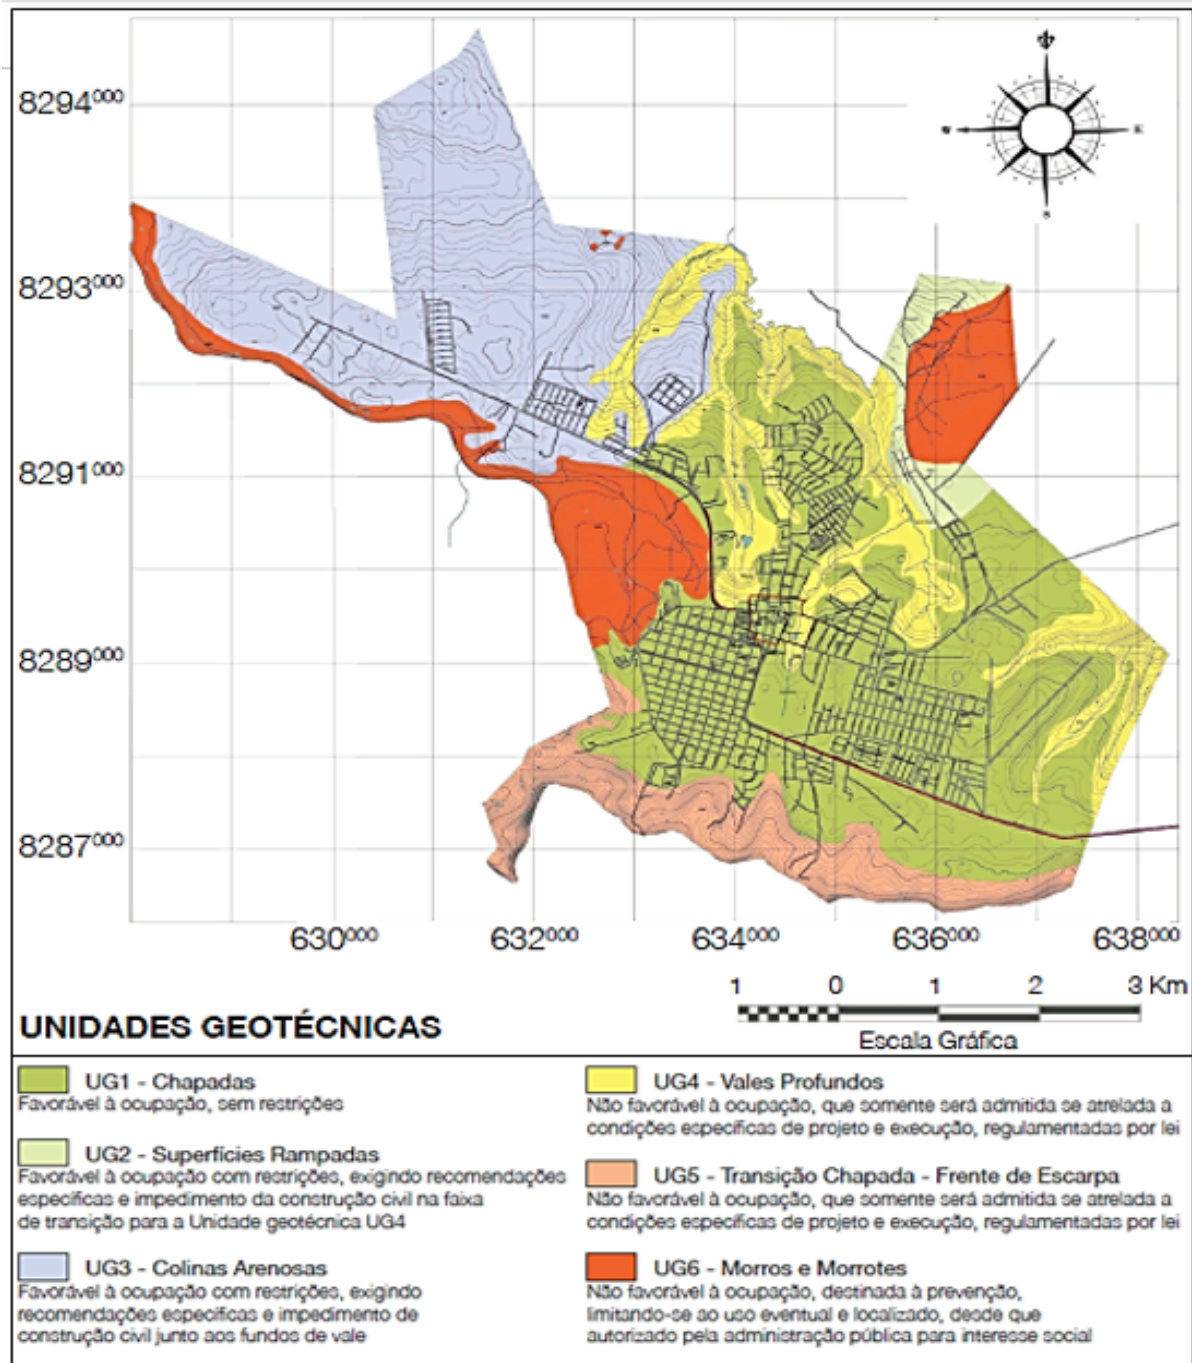 8294000
8293000
8291000
8289000
8287000
630000
632000
634000
636000
638000
S
1 0 1 2 3 Km
Escala Gráfica
UNIDADES GEOTÉCNICAS
UG1 - Chapadas
Favorável à ocupação, sem restrições
UG2 - Superfícies Rampadas
Favorável à ocupação com restrições, exigindo recomendações
específicas e impedimento da construção civil na faixa
de transição para a Unidade geotécnica UG4
UG3 - Colinas Arenosas
Favorável à ocupação com restrições, exigindo
recomendações específicas e impedimento de
construção civil junto aos fundos de vale
UG4 - Vales Profundos
Não favorável à ocupação, que somente será admitida se atrelada a
condições específicas de projeto e execução, regulamentadas por lei
UG5 - Transição Chapada - Frente de Escarpa
Não favorável à ocupação, que somente será admitida se atrelada a
condições específicas de projeto e execução, regulamentadas por lei
UG6 - Morros e Morrotes
Não favorável à ocupação, destinada à prevenção,
limitando-se ao uso eventual e localizado, desde que
autorizado pela administração pública para interesse social